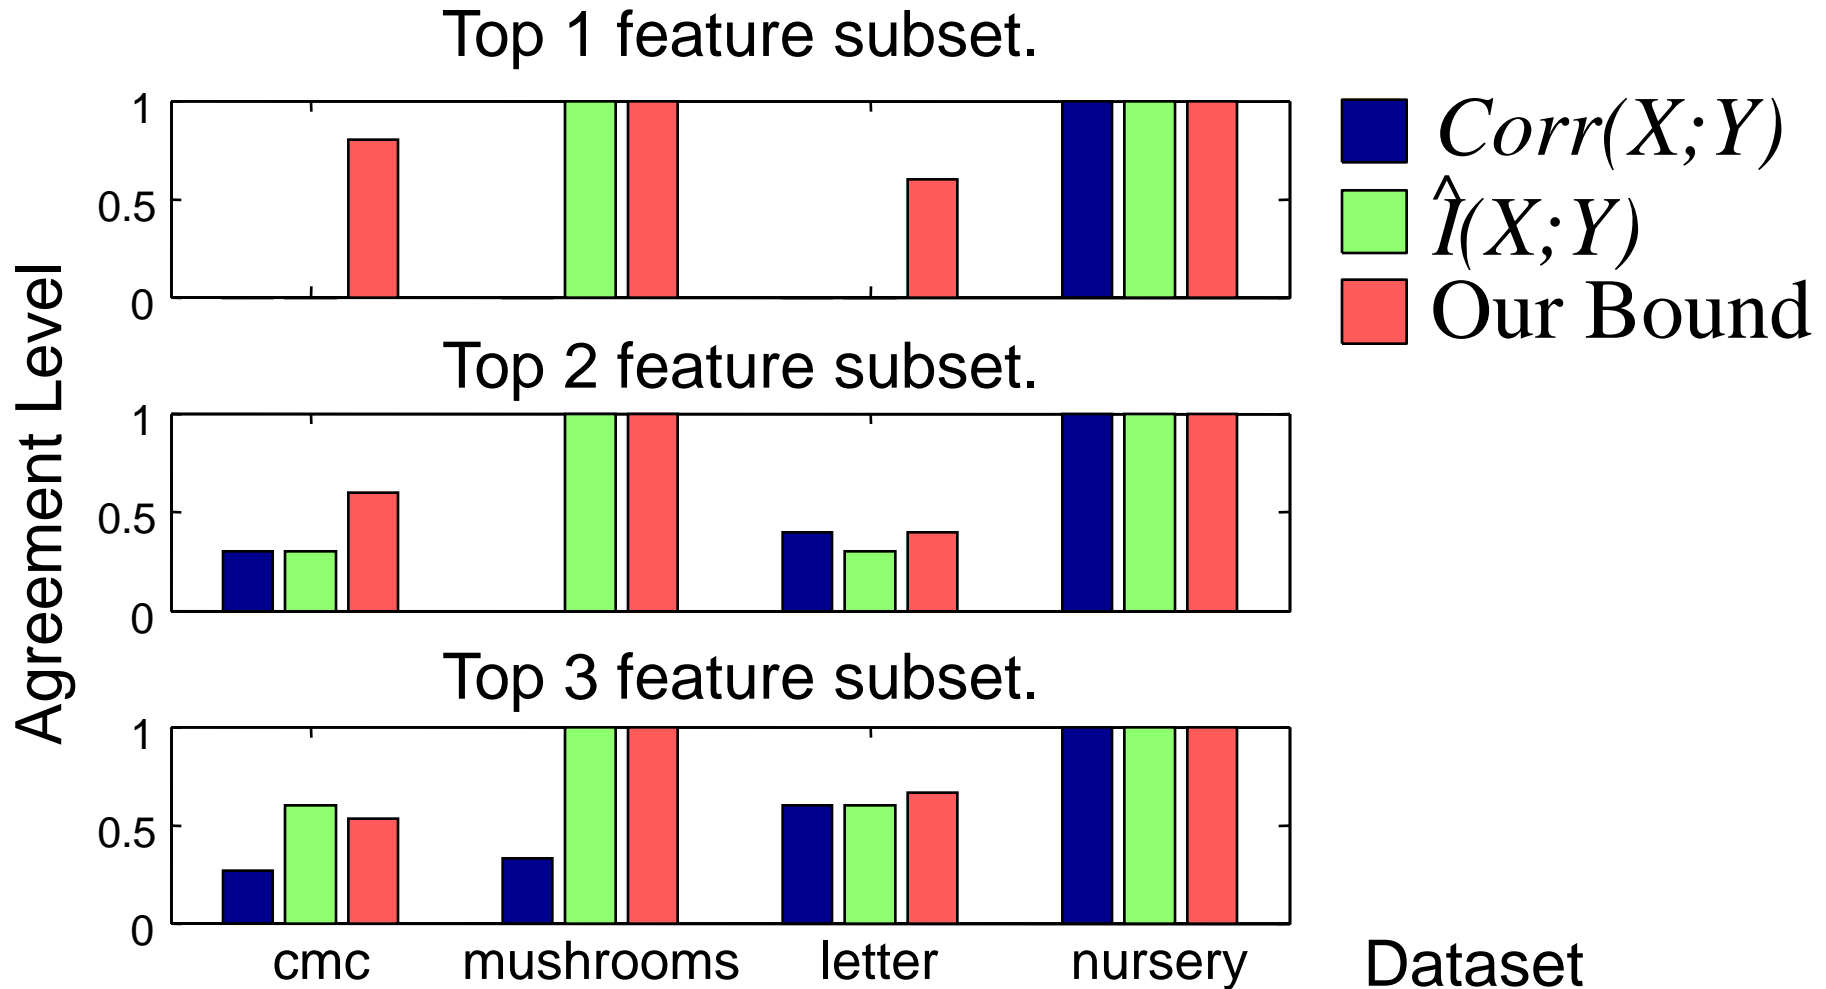 Top 1 feature subset.
1
0.5
0
Corr(X;Y)
Î(X;Y)
Our Bound
Agreement Level
Top 2 feature subset.
1
0.5
0
Top 3 feature subset.
1
0.5
0
cmc mushrooms letter nursery Dataset